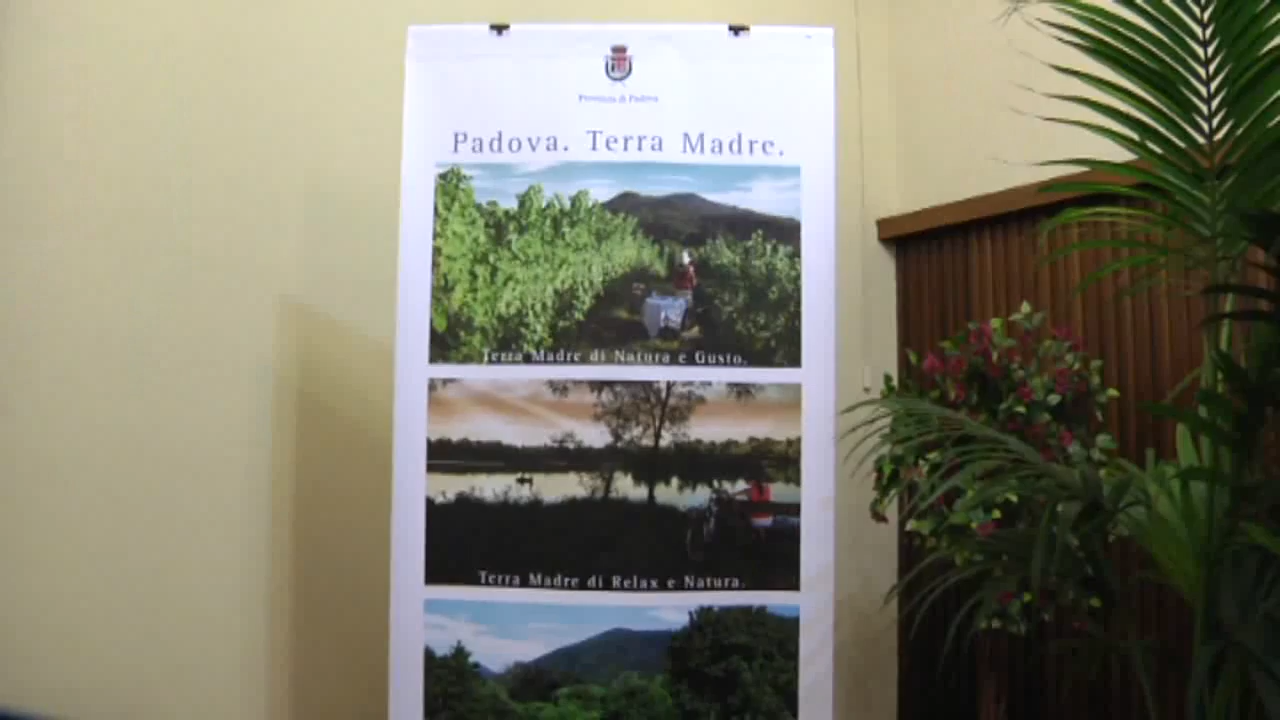 Provincia di Padova
Padova. Terra Madre.
Terra Madre di Natura e Gusto.
Terra Madre di Relax e Natura.